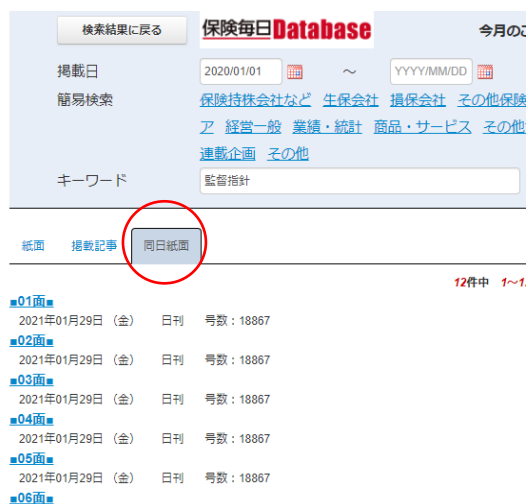 検索結果に戻る 保険毎日Database 今月のご
掲載日 2020/01/01 ～ YYYY/MM/DD
簡易検索 保険持株会社など 生保会社 損保会社 その他保険
ア 経営一般 業績・統計 商品・サービス その他
連載企画 その他
キーワード 監督指針
紙面 掲載記事 同日紙面
12件中 1～1
■01面■
2021年01月29日 （金） 日刊 号数：18867
■02面■
2021年01月29日 （金） 日刊 号数：18867
■03面■
2021年01月29日 （金） 日刊 号数：18867
■04面■
2021年01月29日 （金） 日刊 号数：18867
■05面■
2021年01月29日 （金） 日刊 号数：18867
■06面■